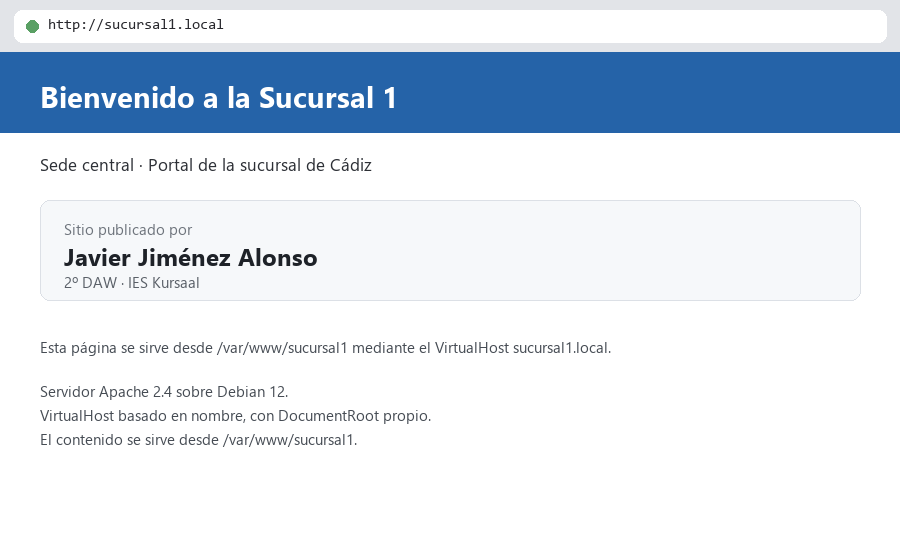 http://sucursal1.local
Bienvenido a la Sucursal 1
Sede central · Portal de la sucursal de Cádiz
Sitio publicado por
Javier Jiménez Alonso
2º DAW · IES Kursaal
Esta página se sirve desde /var/www/sucursal1 mediante el VirtualHost sucursal1.local.
Servidor Apache 2.4 sobre Debian 12.
VirtualHost basado en nombre, con DocumentRoot propio.
El contenido se sirve desde /var/www/sucursal1.